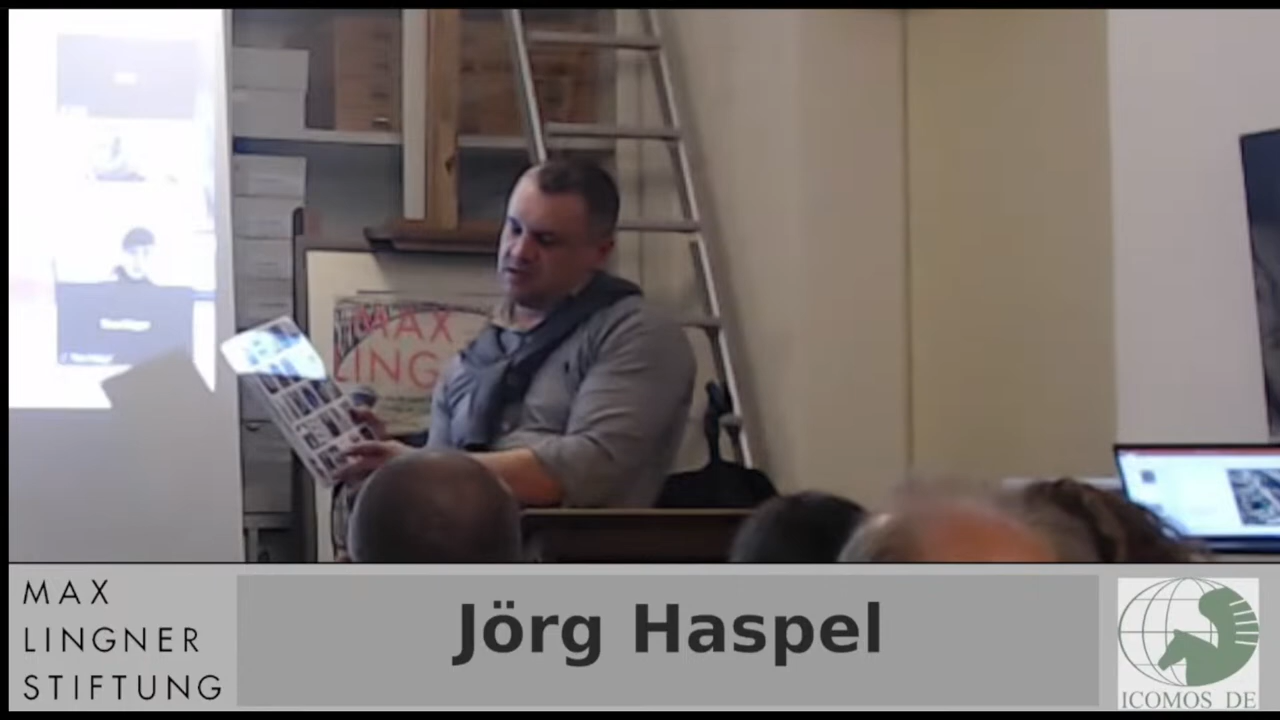 MAX
LING
MAX
LINGNER
STIFTUNG
Jörg Haspel
ICOMOS DE